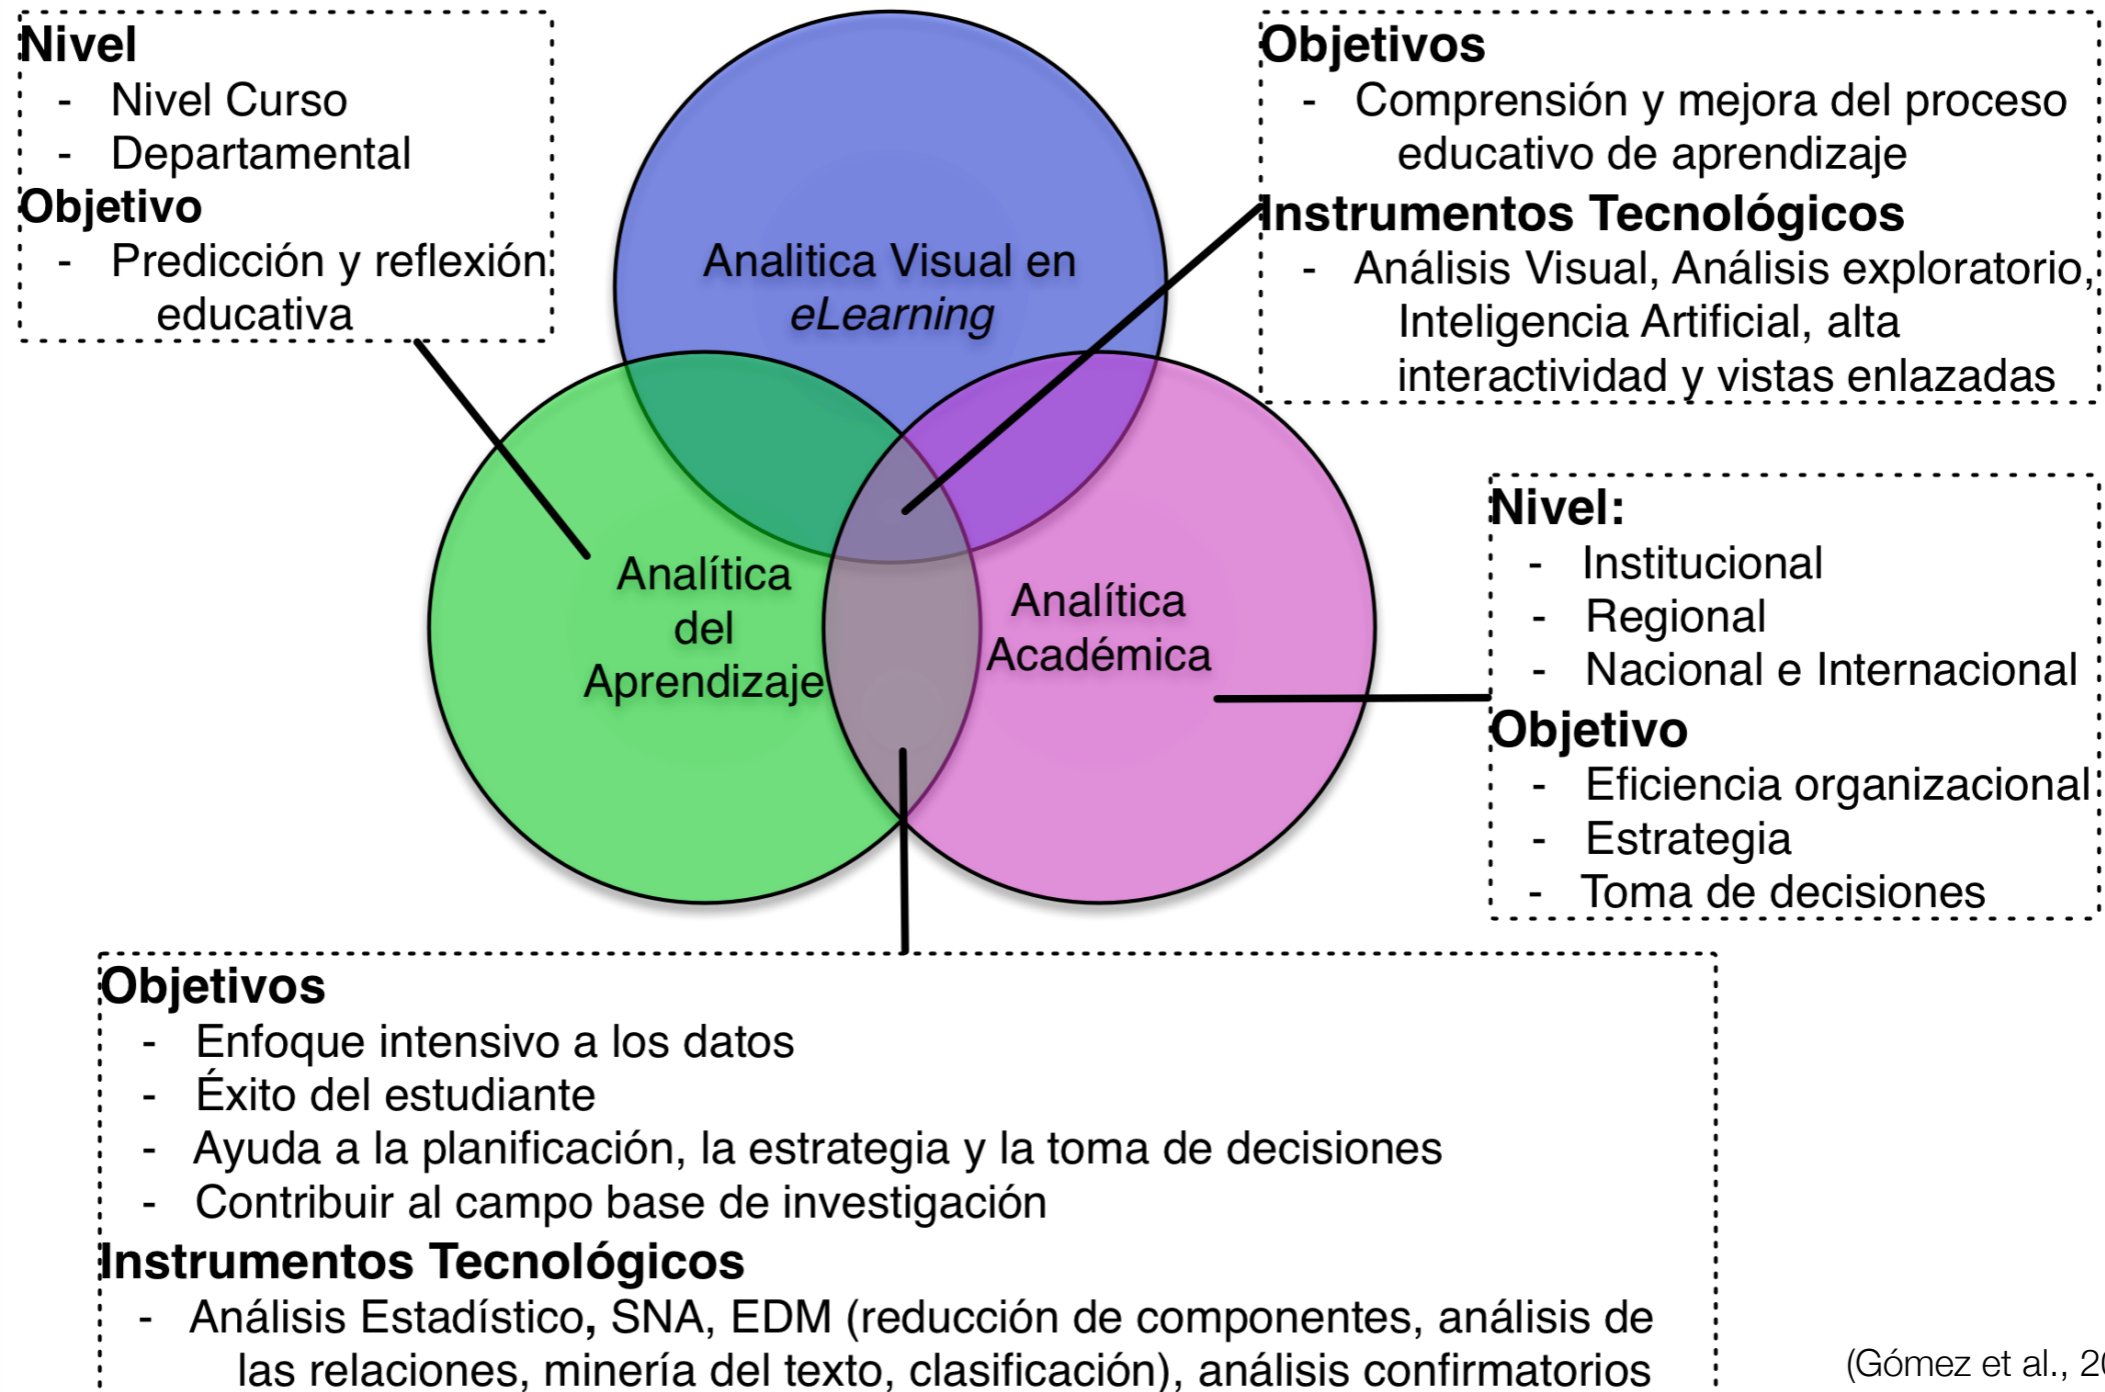 Nivel
- Nivel Curso
- Departamental
Objetivo
- Predicción y reflexión
educativa
Analitica Visual en
eLearning
Objetivos
- Comprensión y mejora del proceso
educativo de aprendizaje
Instrumentos Tecnológicos
- Análisis Visual, Análisis exploratorio,
Inteligencia Artificial, alta
interactividad y vistas enlazadas
Analítica
del
Aprendizaje
Analítica
Académica
Nivel:
- Institucional
- Regional
- Nacional e Internacional
Objetivo
- Eficiencia organizacional
- Estrategia
- Toma de decisiones
Objetivos
- Enfoque intensivo a los datos
- Éxito del estudiante
- Ayuda a la planificación, la estrategia y la toma de decisiones
- Contribuir al campo base de investigación
Instrumentos Tecnológicos
- Análisis Estadístico, SNA, EDM (reducción de componentes, análisis de
las relaciones, minería del texto, clasificación), análisis confirmatorios
(Gómez et al.,